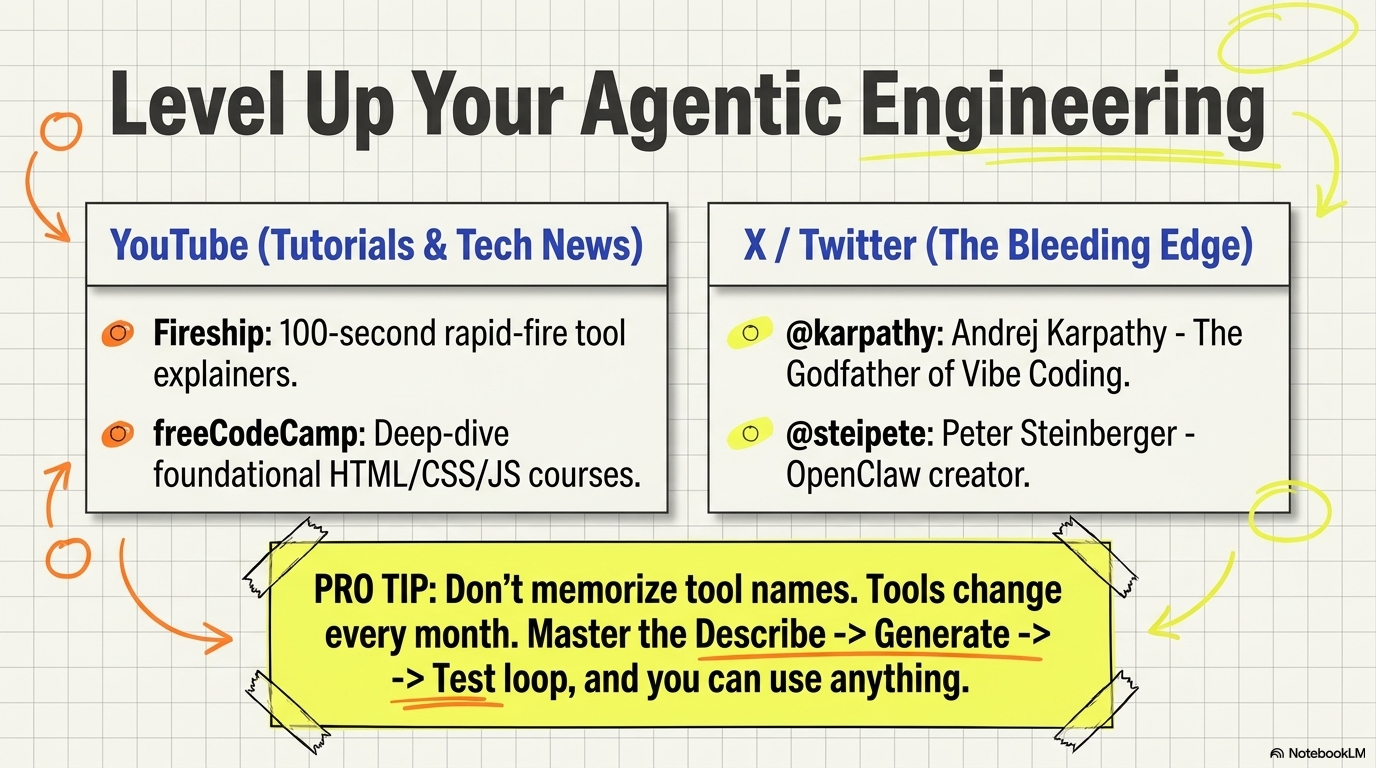 Level Up Your Agentic Engineering
YouTube (Tutorials & Tech News)
Fireship: 100-second rapid-fire tool
explainers.
freeCodeCamp: Deep-dive
foundational HTML/CSS/JS courses.
X / Twitter (The Bleeding Edge)
@karpathy: Andrej Karpathy - The
Godfather of Vibe Coding.
@steipete: Peter Steinberger -
OpenClaw creator.
PRO TIP: Don’t memorize tool names. Tools change
every month. Master the Describe -> Generate ->
-> Test loop, and you can use anything.
NotebookLM